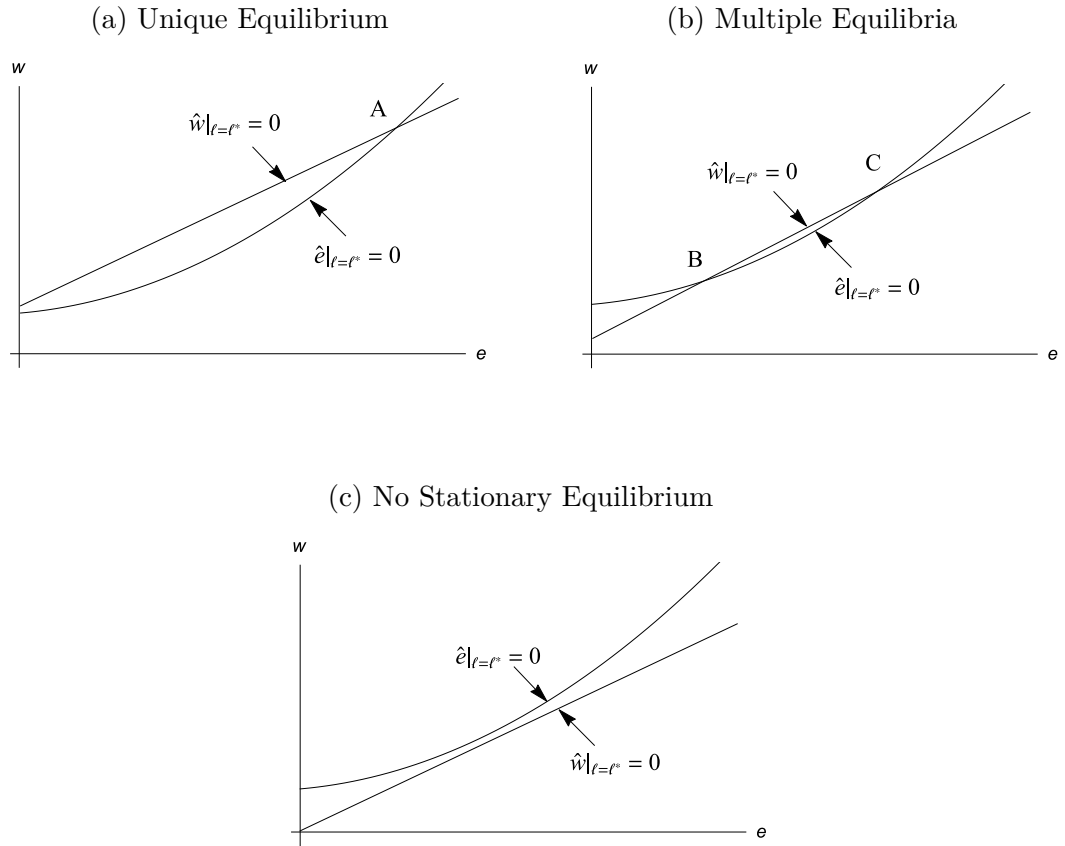 (a) Unique Equilibrium
w
A
ŵ|ℓ=ℓ* = 0
ê|ℓ=ℓ* = 0
e
(b) Multiple Equilibria
w
C
ŵ|ℓ=ℓ* = 0
B
ê|ℓ=ℓ* = 0
e
(c) No Stationary Equilibrium
w
ê|ℓ=ℓ* = 0
ŵ|ℓ=ℓ* = 0
e